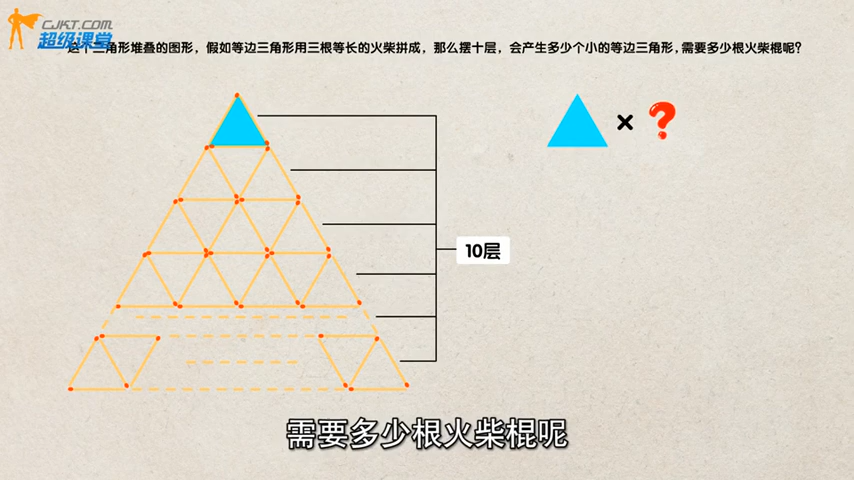 CJKT.COM
超级课堂
这个三角形堆叠的图形，假如等边三角形用三根等长的火柴拼成，那么摆十层，会产生多少个小的等边三角形，需要多少根火柴棍呢？
× ?
10层
需要多少根火柴棍呢